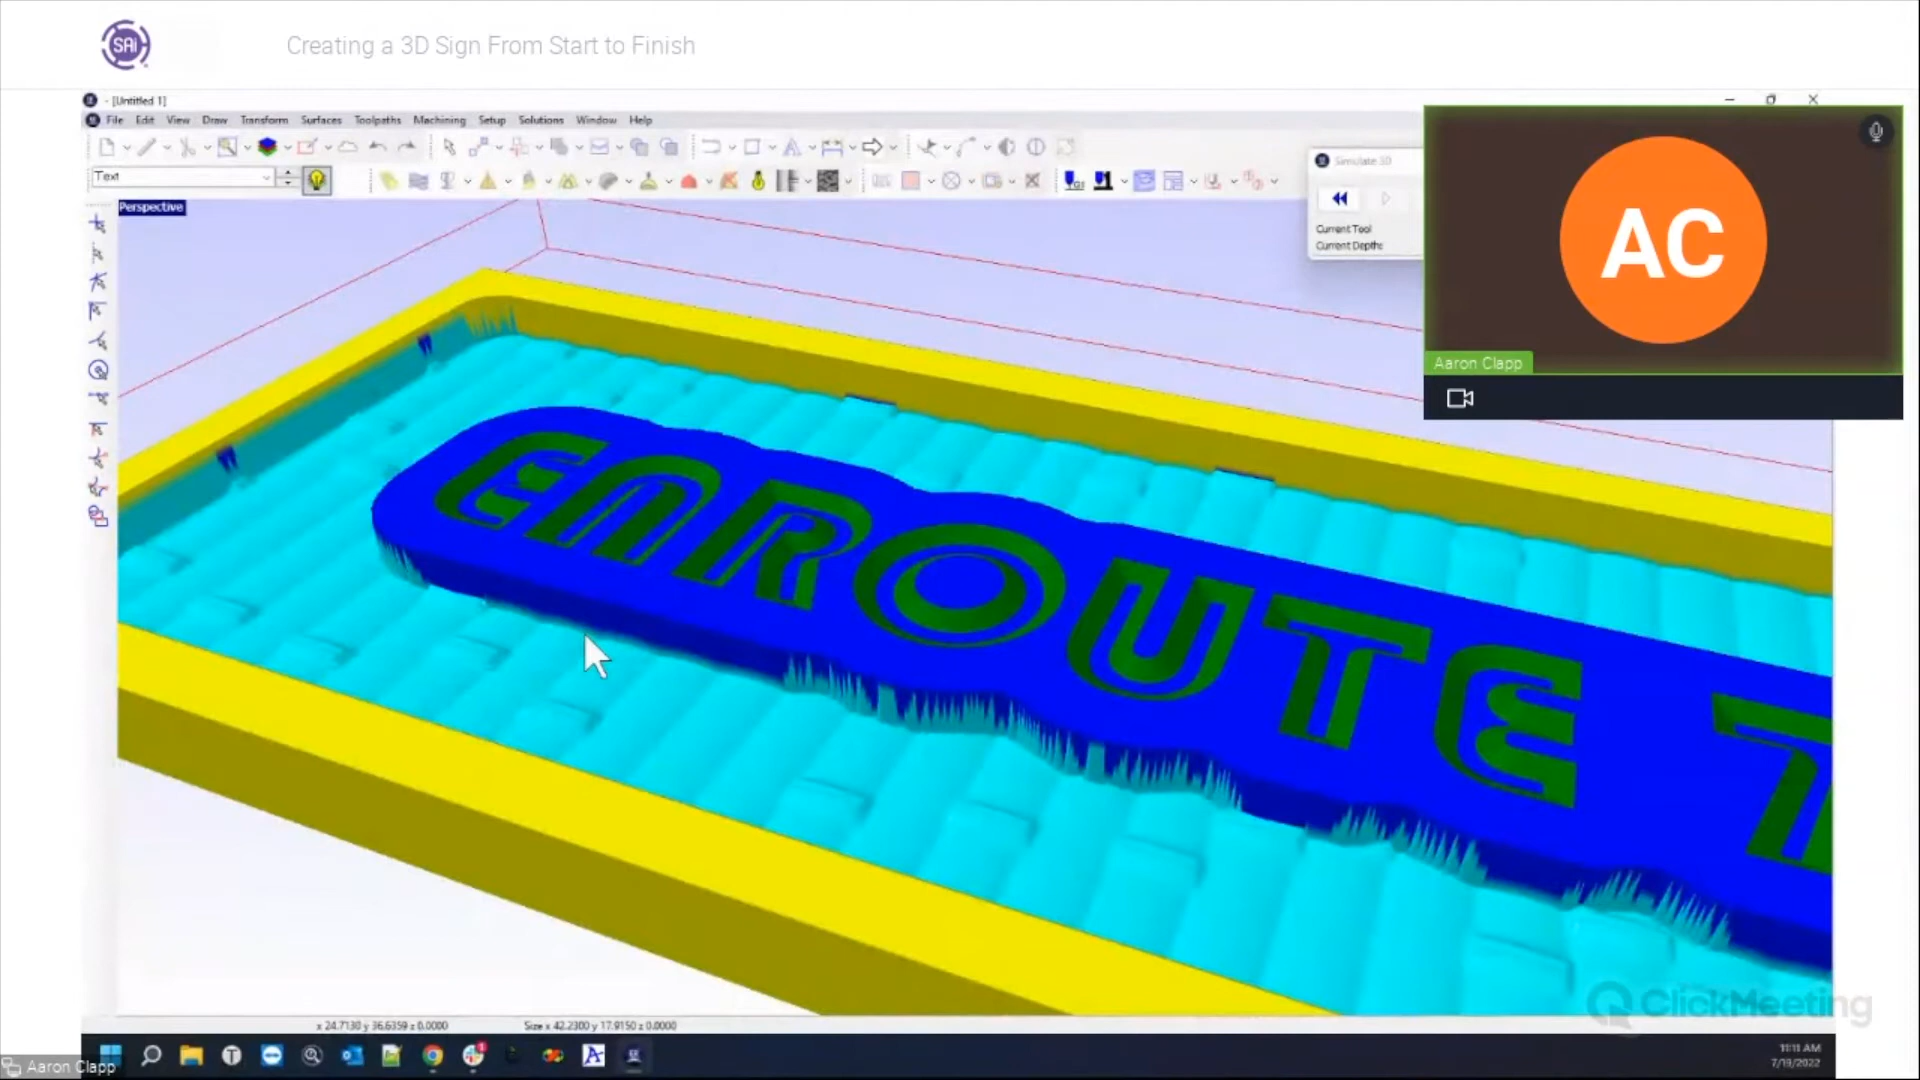 SAi
Creating a 3D Sign From Start to Finish
- [Untitled 1]
File Edit View Draw Transform Surfaces Toolpaths Machining Setup Solutions Window Help
Text
Perspective
Simulate 3D
Current Tool
Current Depth:
AC
Aaron Clapp
ENROUTE T
ClickMeeting
x 24.7130 y 36.6359 z 0.0000
Size x 42.2300 y 17.9150 z 0.0000
Aaron Clapp
11:11 AM
7/19/2022